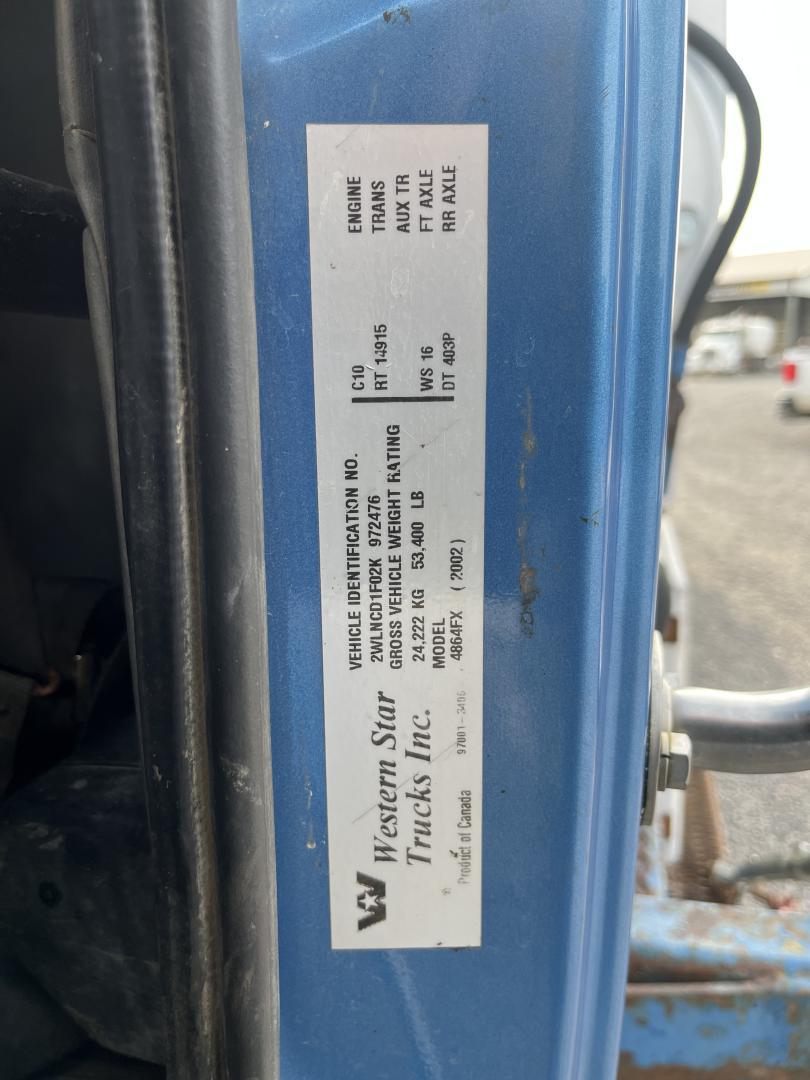 Western Star
Trucks Inc.
® Product of Canada 97001-3406
VEHICLE IDENTIFICATION NO.
2WLNCD1F02K 972476
GROSS VEHICLE WEIGHT RATING
24,222 KG 53,400 LB
MODEL
4864FX (2002)
C10 ENGINE
RT 14915 TRANS
AUX TR
WS 16 FT AXLE
DT 403P RR AXLE